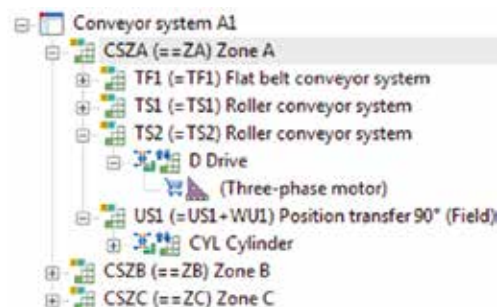 Conveyor system A1
CSZA (==ZA) Zone A
TF1 (=TF1) Flat belt conveyor system
TS1 (=TS1) Roller conveyor system
TS2 (=TS2) Roller conveyor system
D Drive
(Three-phase motor)
US1 (=US1+WU1) Position transfer 90° (Field)
CYL Cylinder
CSZB (==ZB) Zone B
CSZC (==ZC) Zone C